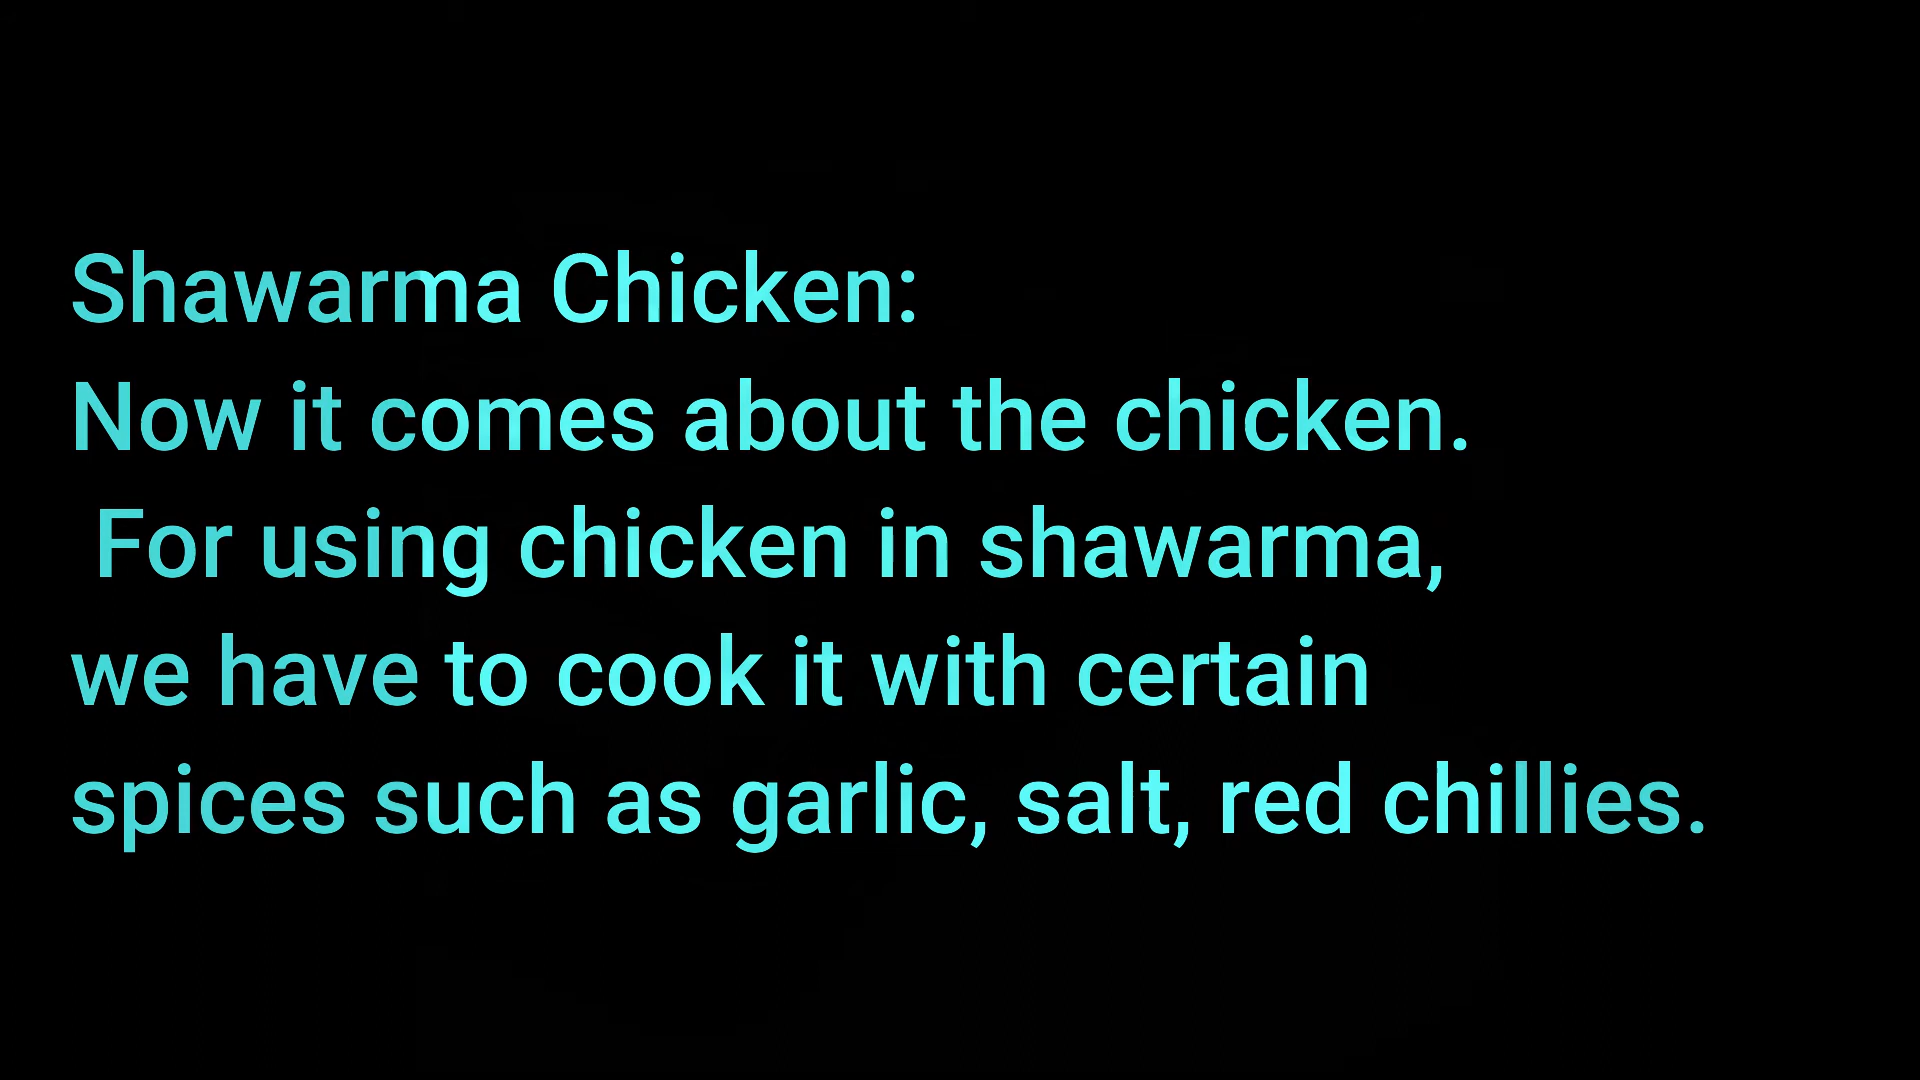 Shawarma Chicken:
Now it comes about the chicken.
For using chicken in shawarma,
we have to cook it with certain
spices such as garlic, salt, red chillies.